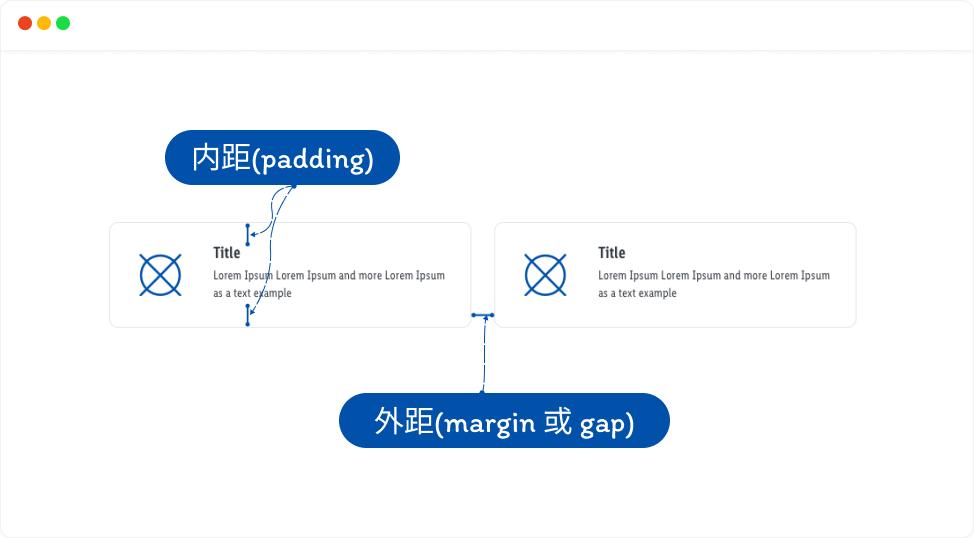 内距(padding)
Title
Lorem Ipsum Lorem Ipsum and more Lorem Ipsum
as a text example
Title
Lorem Ipsum Lorem Ipsum and more Lorem Ipsum
as a text example
外距(margin 或 gap)